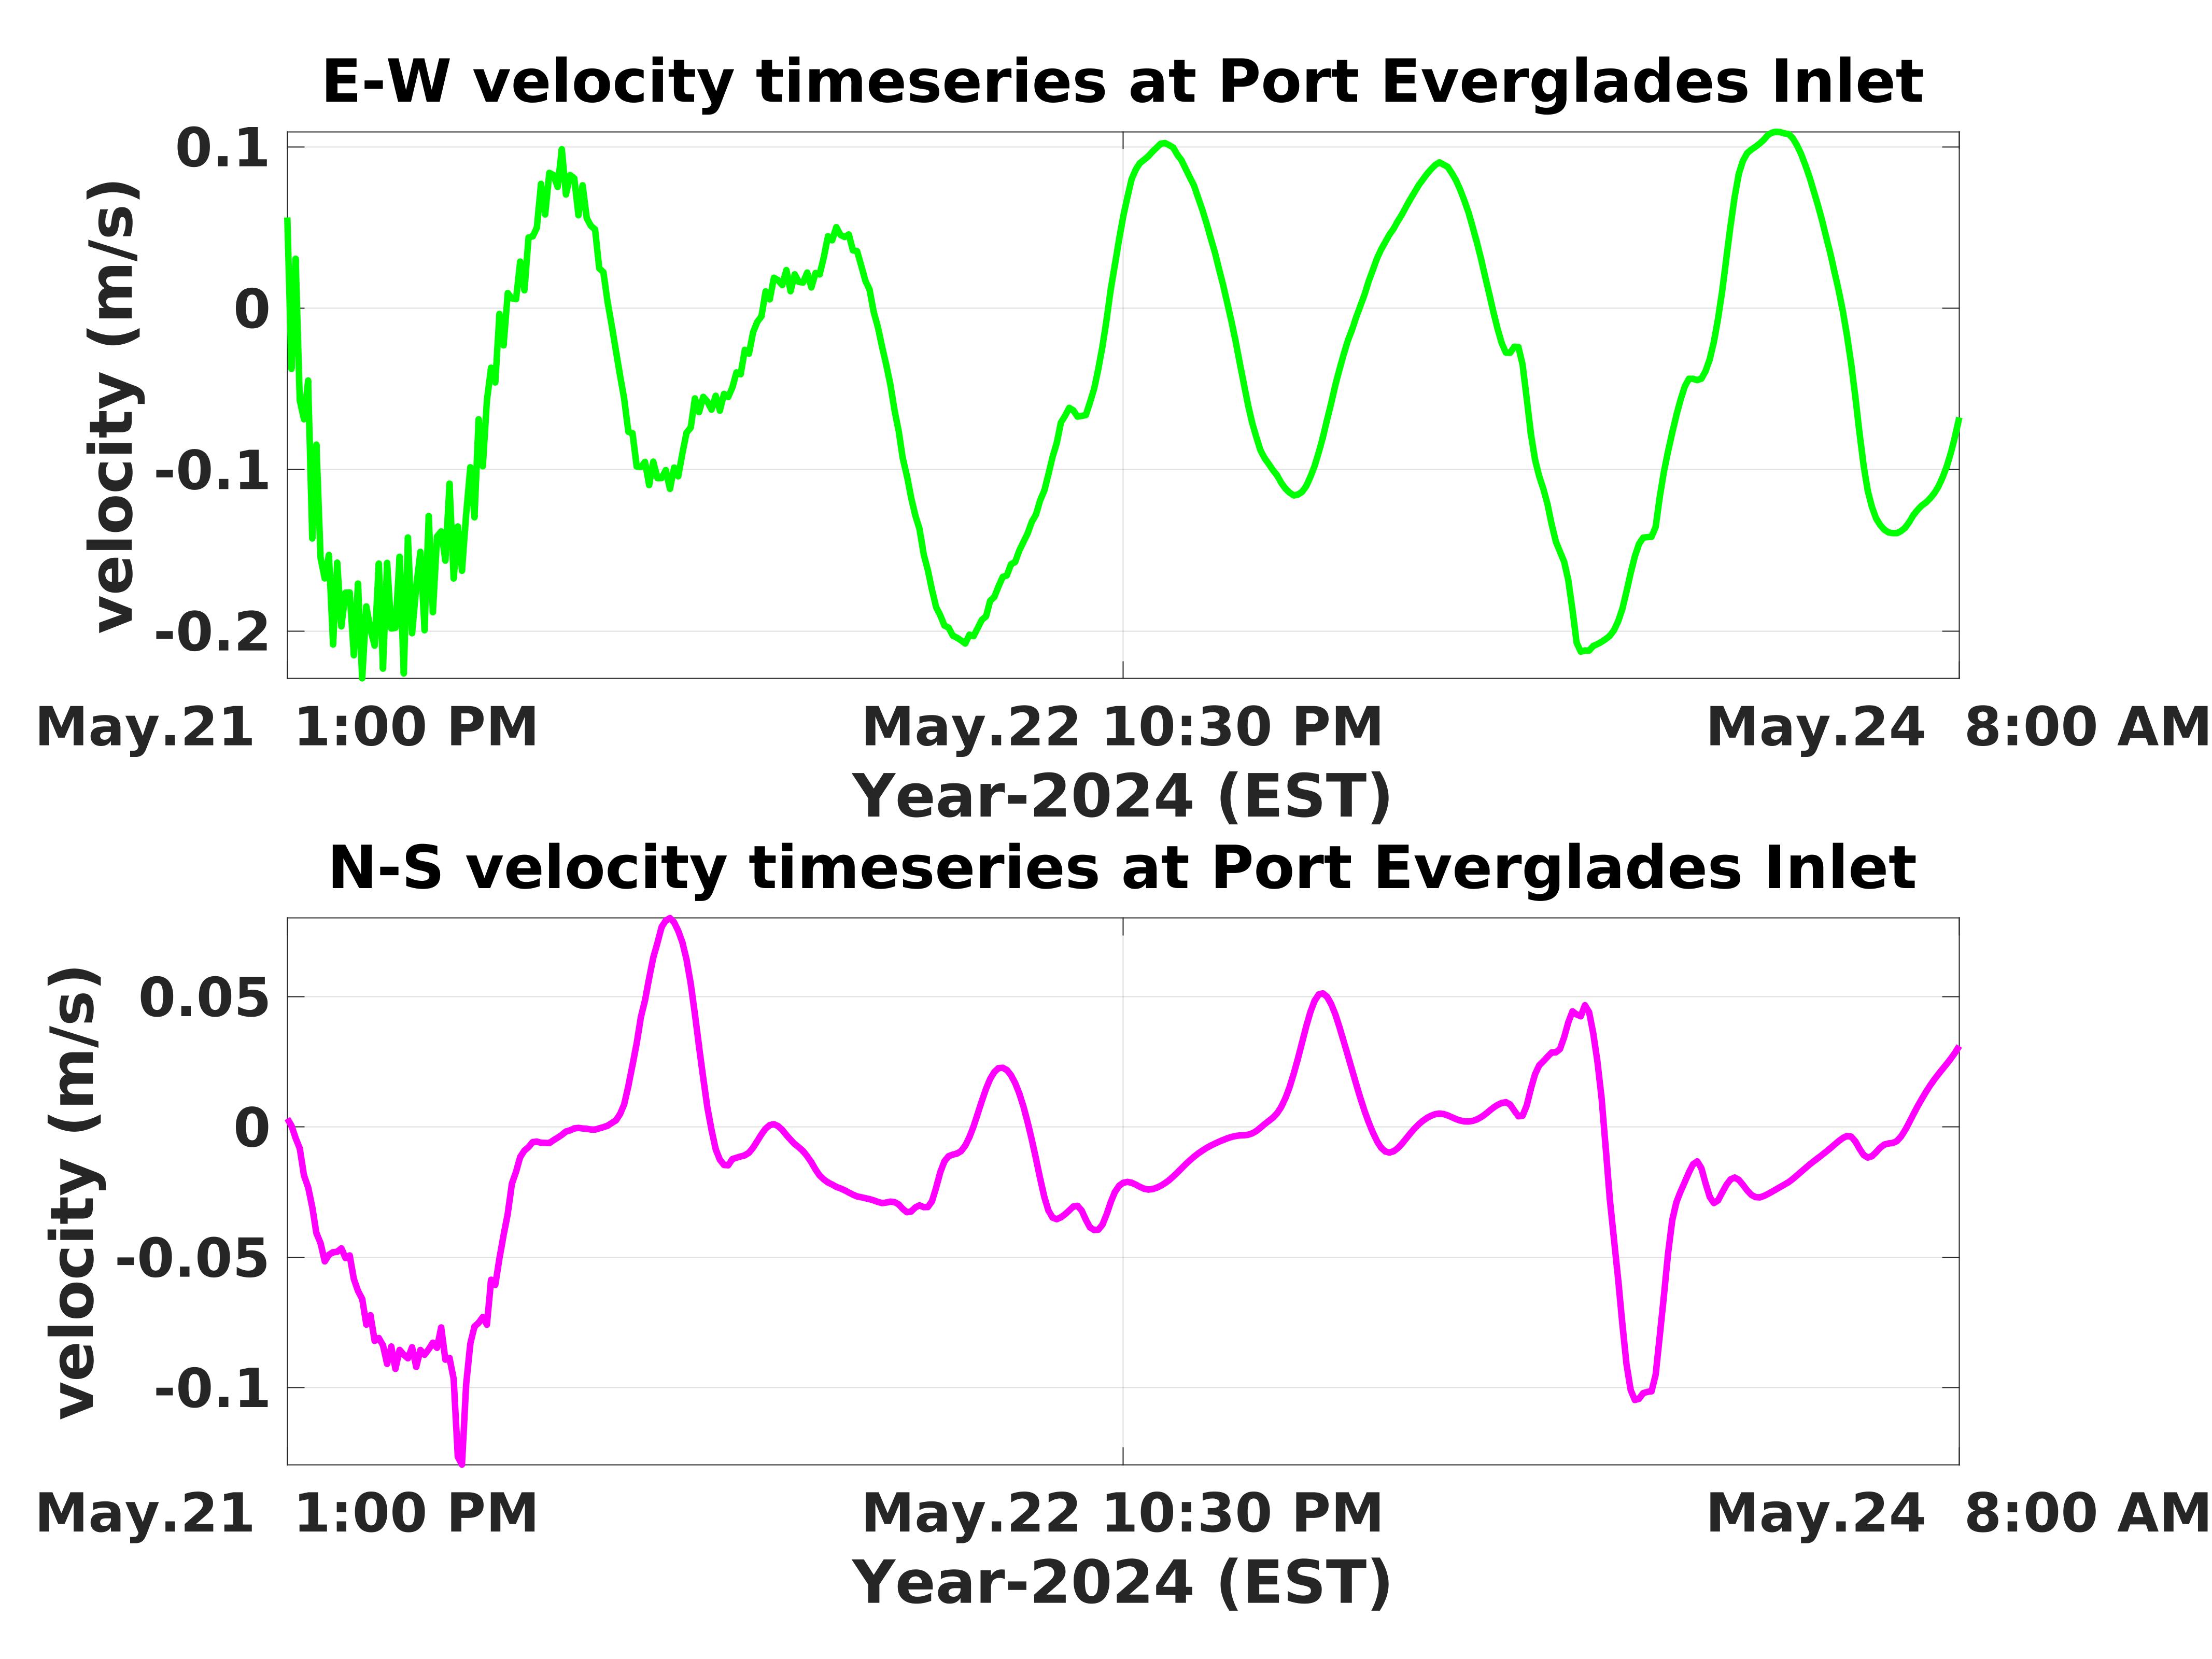 E-W velocity timeseries at Port Everglades Inlet
velocity (m/s)
0.1
0
-0.1
-0.2
May.21  1:00 PM
May.22 10:30 PM
May.24  8:00 AM
Year-2024 (EST)
N-S velocity timeseries at Port Everglades Inlet
velocity (m/s)
0.05
0
-0.05
-0.1
May.21  1:00 PM
May.22 10:30 PM
May.24  8:00 AM
Year-2024 (EST)